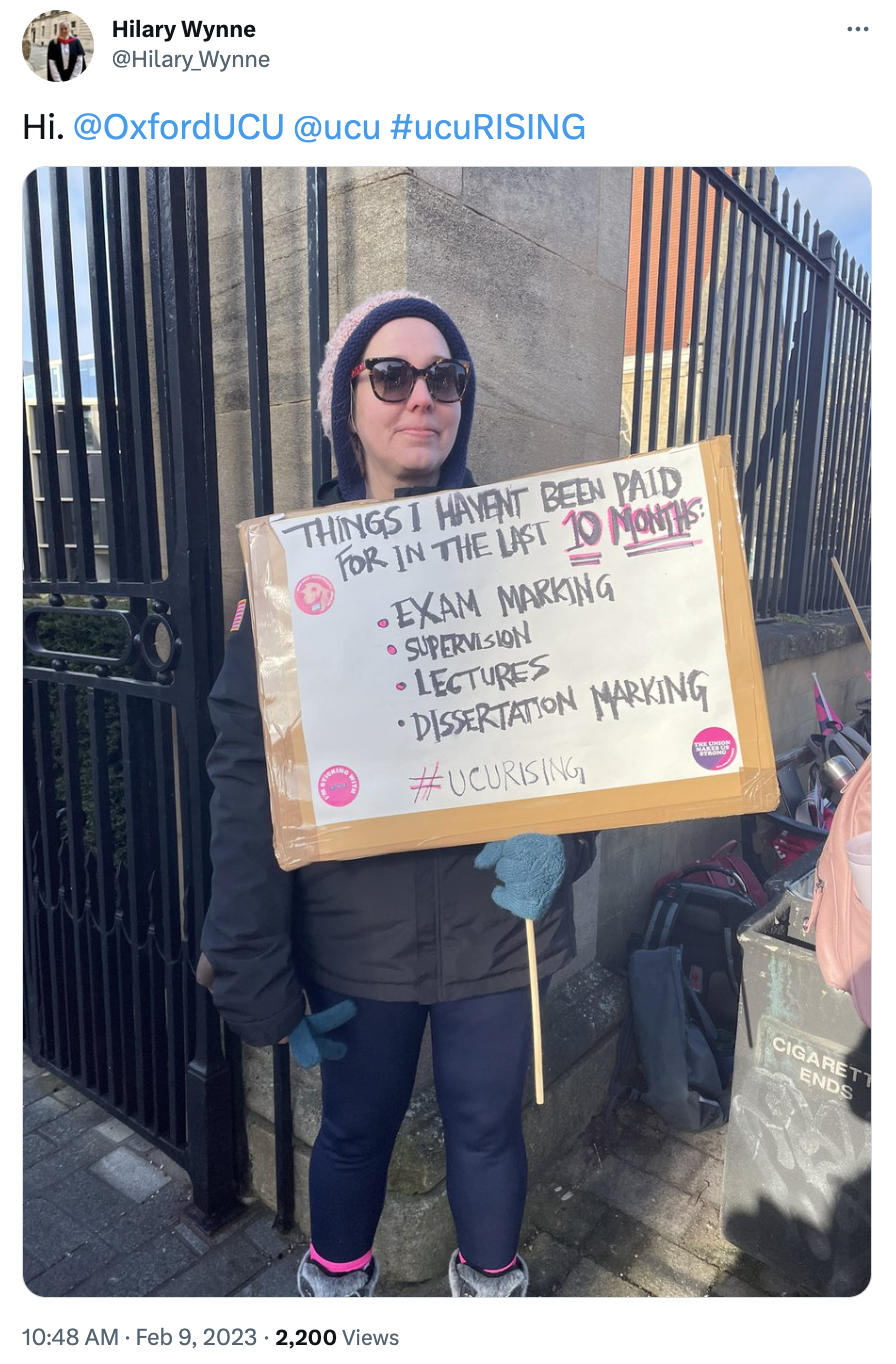 Hilary Wynne
@Hilary_Wynne
Hi. @OxfordUCU @ucu #ucuRISING
THINGS I HAVENT BEEN PAID
FOR IN THE LAST 10 MONTHS:
• EXAM MARKING
• SUPERVISION
• LECTURES
• DISSERTATION MARKING
#UCURISING
I'M STICKING WITH
THE UNION
MAKES US
STRONG
CIGARETT
ENDS
10:48 AM · Feb 9, 2023 · 2,200 Views